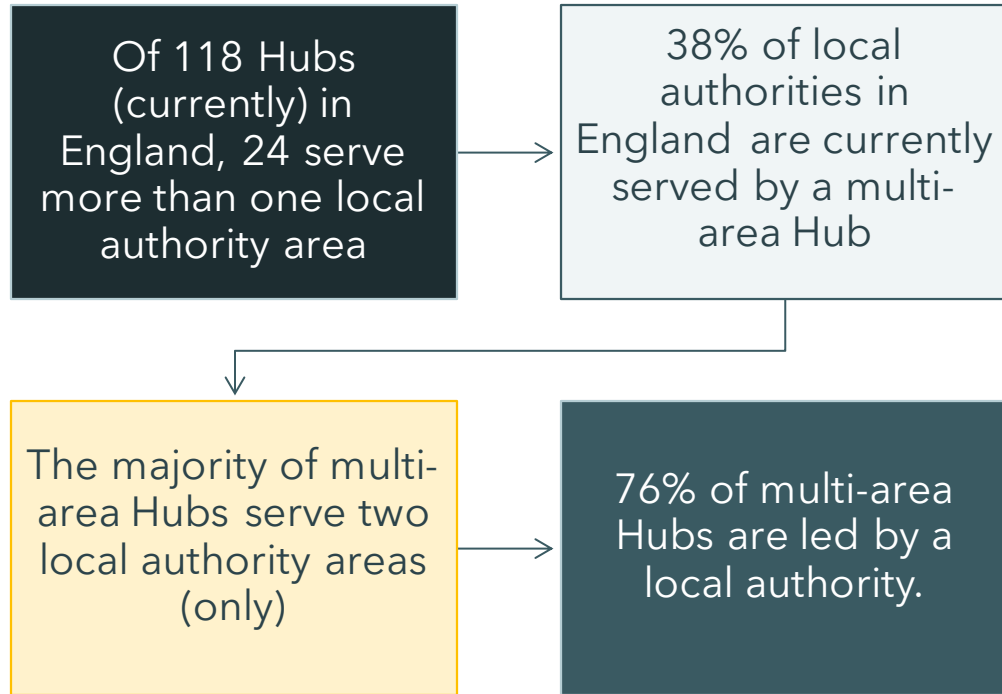 Of 118 Hubs
(currently) in
England, 24 serve
more than one local
authority area
38% of local
authorities in
England are currently
served by a multi-
area Hub
The majority of multi-
area Hubs serve two
local authority areas
(only)
76% of multi-area
Hubs are led by a
local authority.